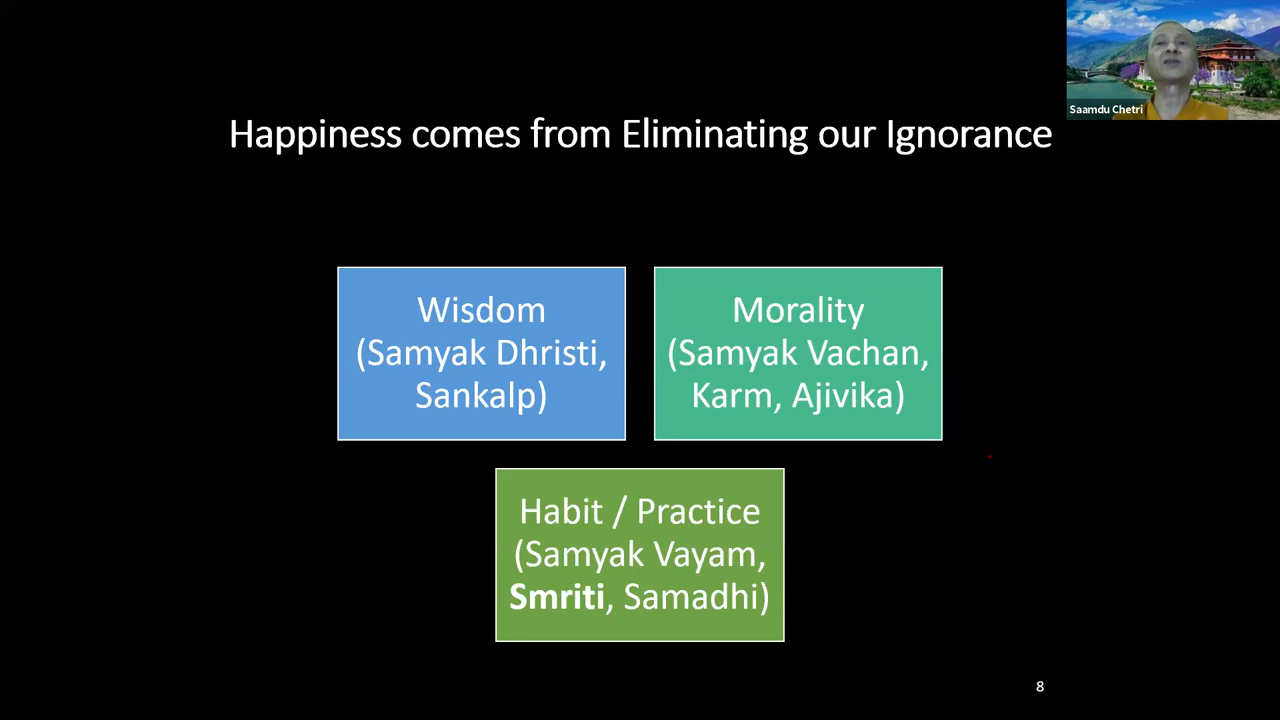 Saamdu Chetri
Happiness comes from Eliminating our Ignorance
Wisdom
(Samyak Dhristi,
Sankalp)
Morality
(Samyak Vachan,
Karm, Ajivika)
Habit / Practice
(Samyak Vayam,
Smriti, Samadhi)
8